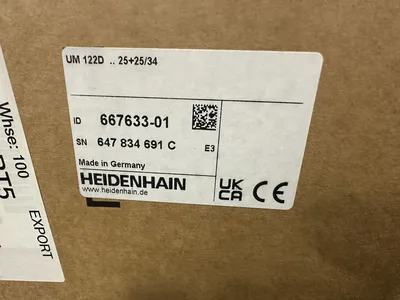 UM 122D .. 25+25/34
ID 667633-01
SN 647 834 691 C E3
Made in Germany
HEIDENHAIN
www.heidenhain.de
UK
CA CE
Whse: 100
EXPORT